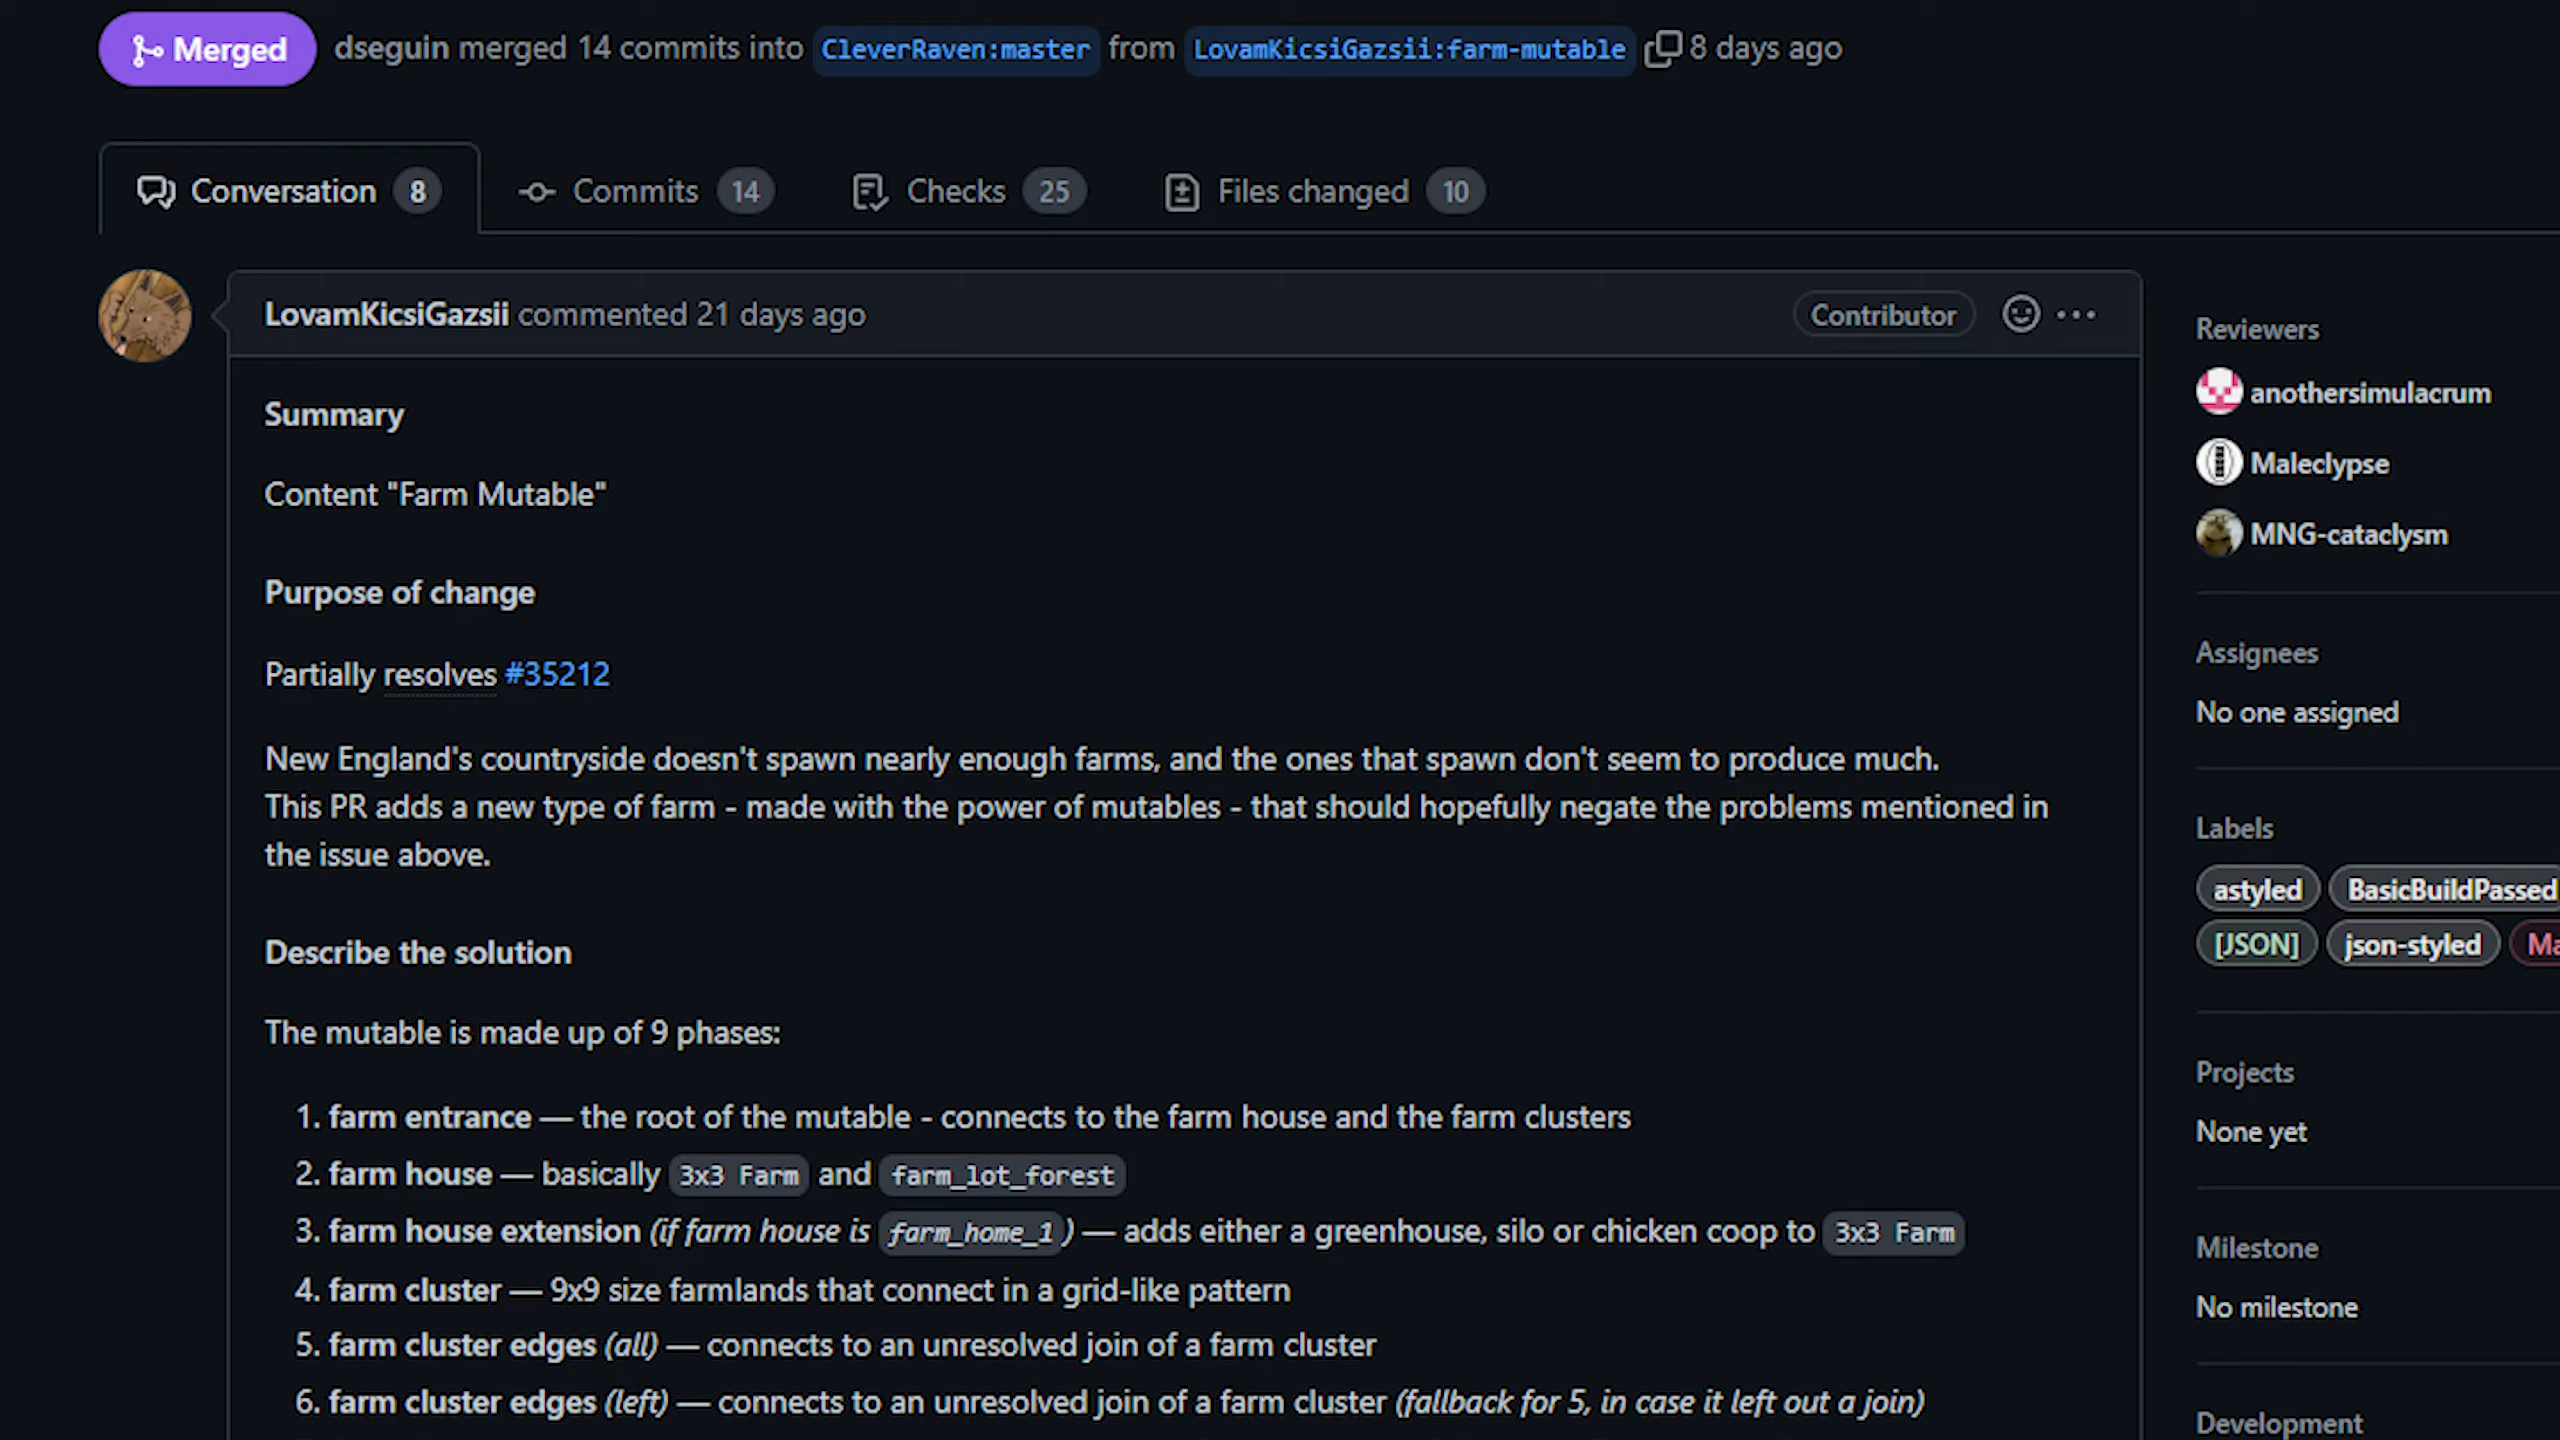 Merged dseguin merged 14 commits into CleverRaven:master from LovamKicsiGazsii:farm-mutable 8 days ago
Conversation 8 Commits 14 Checks 25 Files changed 10
LovamKicsiGazsii commented 21 days ago Contributor
Summary
Content "Farm Mutable"
Purpose of change
Partially resolves #35212
New England's countryside doesn't spawn nearly enough farms, and the ones that spawn don't seem to produce much.
This PR adds a new type of farm - made with the power of mutables - that should hopefully negate the problems mentioned in
the issue above.
Describe the solution
The mutable is made up of 9 phases:
1. farm entrance — the root of the mutable - connects to the farm house and the farm clusters
2. farm house — basically 3x3 Farm and farm_lot_forest
3. farm house extension (if farm house is farm_home_1) — adds either a greenhouse, silo or chicken coop to 3x3 Farm
4. farm cluster — 9x9 size farmlands that connect in a grid-like pattern
5. farm cluster edges (all) — connects to an unresolved join of a farm cluster
6. farm cluster edges (left) — connects to an unresolved join of a farm cluster (fallback for 5, in case it left out a join)
Reviewers
anothersimulacrum
Maleclypse
MNG-cataclysm
Assignees
No one assigned
Labels
astyled BasicBuildPassed
[JSON] json-styled Ma
Projects
None yet
Milestone
No milestone
Development